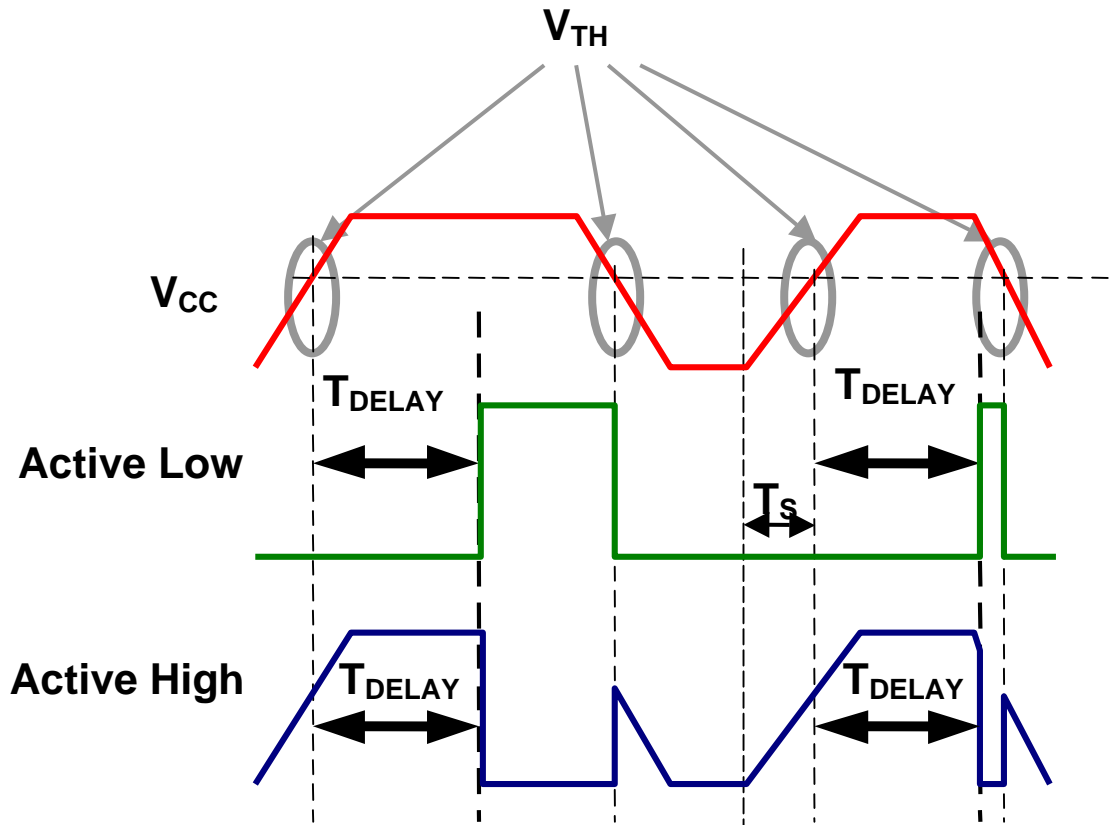 VTH
VCC
TDELAY
TDELAY
Active Low
TS
Active High
TDELAY
TDELAY